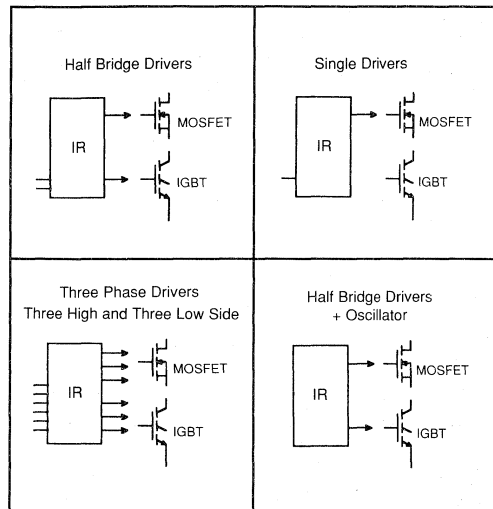 Half Bridge Drivers
IR
MOSFET
IGBT
Single Drivers
IR
MOSFET
IGBT
Three Phase Drivers
Three High and Three Low Side
IR
MOSFET
IGBT
Half Bridge Drivers
+ Oscillator
IR
MOSFET
IGBT